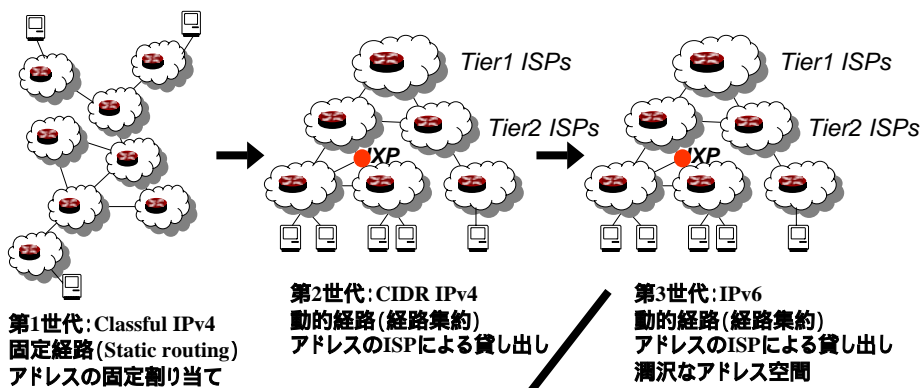 Tier1 ISPs
Tier2 ISPs
IXP
Tier1 ISPs
Tier2 ISPs
IXP
第1世代:Classful IPv4
固定経路(Static routing)
アドレスの固定割り当て
第2世代:CIDR IPv4
動的経路(経路集約)
アドレスのISPによる貸し出し
第3世代:IPv6
動的経路(経路集約)
アドレスのISPによる貸し出し
潤沢なアドレス空間